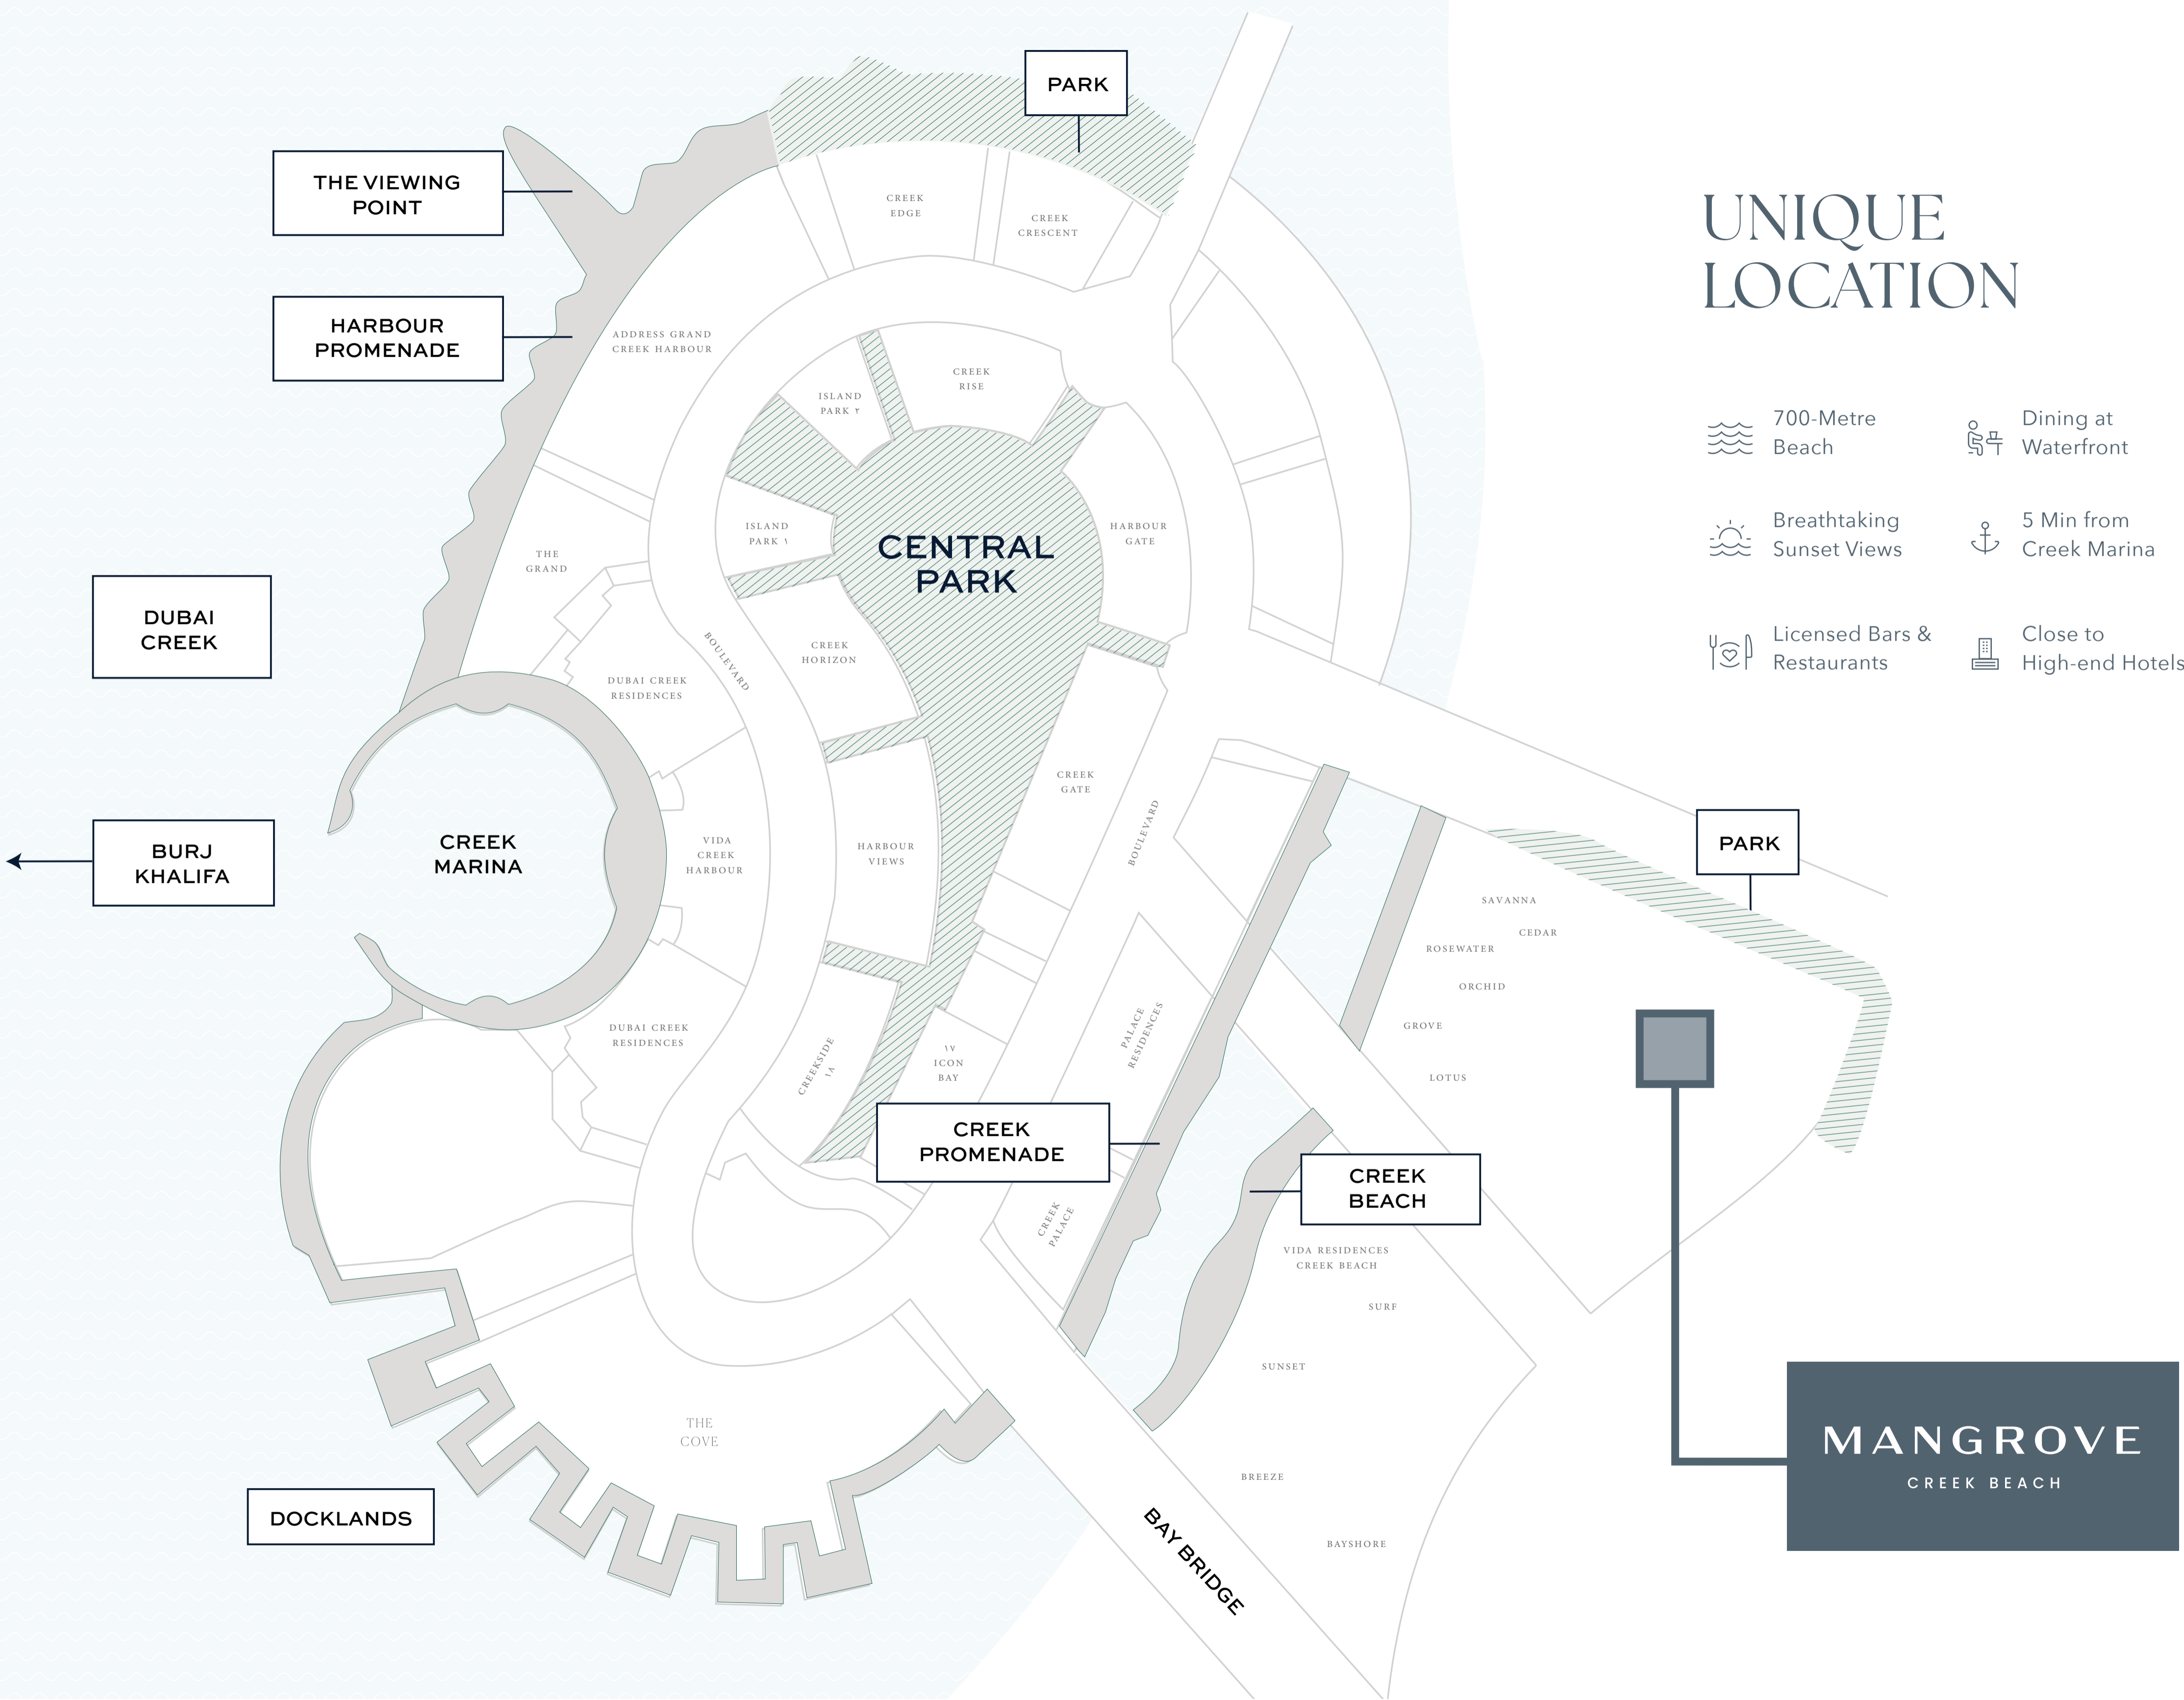 PARK
THE VIEWING
POINT
HARBOUR
PROMENADE
CREEK
EDGE
CREEK
CRESCENT
UNIQUE
LOCATION
ADDRESS GRAND
CREEK HARBOUR
CREEK
RISE
ISLAND
PARK ٢
700-Metre
Beach
Dining at
Waterfront
ISLAND
PARK ١
HARBOUR
GATE
CENTRAL
PARK
Breathtaking
Sunset Views
5 Min from
Creek Marina
THE
GRAND
DUBAI
CREEK
BOULEVARD
CREEK
HORIZON
Licensed Bars &
Restaurants
Close to
High-end Hotels
DUBAI CREEK
RESIDENCES
CREEK
GATE
BOULEVARD
PARK
BURJ
KHALIFA
CREEK
MARINA
VIDA
CREEK
HARBOUR
HARBOUR
VIEWS
SAVANNA
CEDAR
ROSEWATER
ORCHID
GROVE
LOTUS
DUBAI CREEK
RESIDENCES
CREEKSIDE
١٨
١٧
ICON
BAY
PALACE
RESIDENCES
CREEK
PROMENADE
CREEK
BEACH
CREEK
PALACE
VIDA RESIDENCES
CREEK BEACH
SURF
SUNSET
THE
COVE
BREEZE
BAYSHORE
MANGROVE
CREEK BEACH
DOCKLANDS
BAY BRIDGE